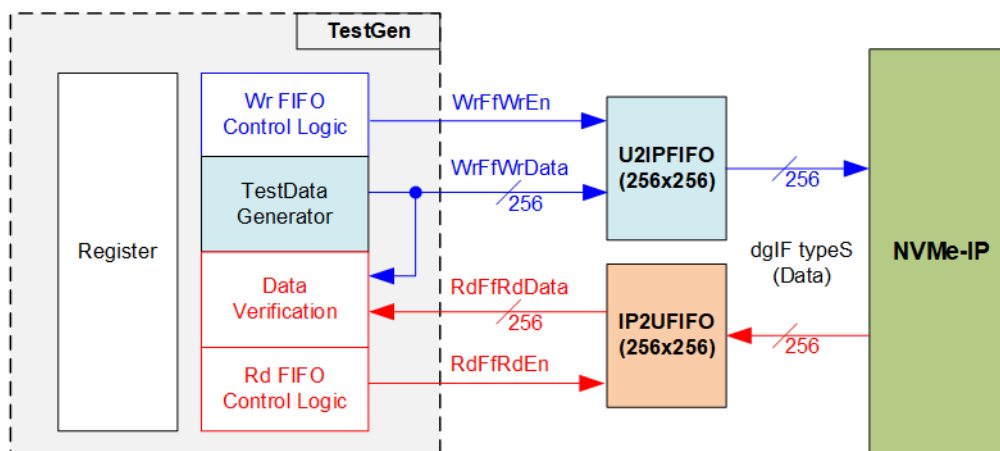 TestGen
Register
Wr FIFO
Control Logic
TestData
Generator
Data
Verification
Rd FIFO
Control Logic
WrFfWrEn
WrFfWrData
256
RdFfRdData
256
RdFfRdEn
U2IPFIFO
(256x256)
IP2UFIFO
(256x256)
256
dgIF typeS
(Data)
256
NVMe-IP